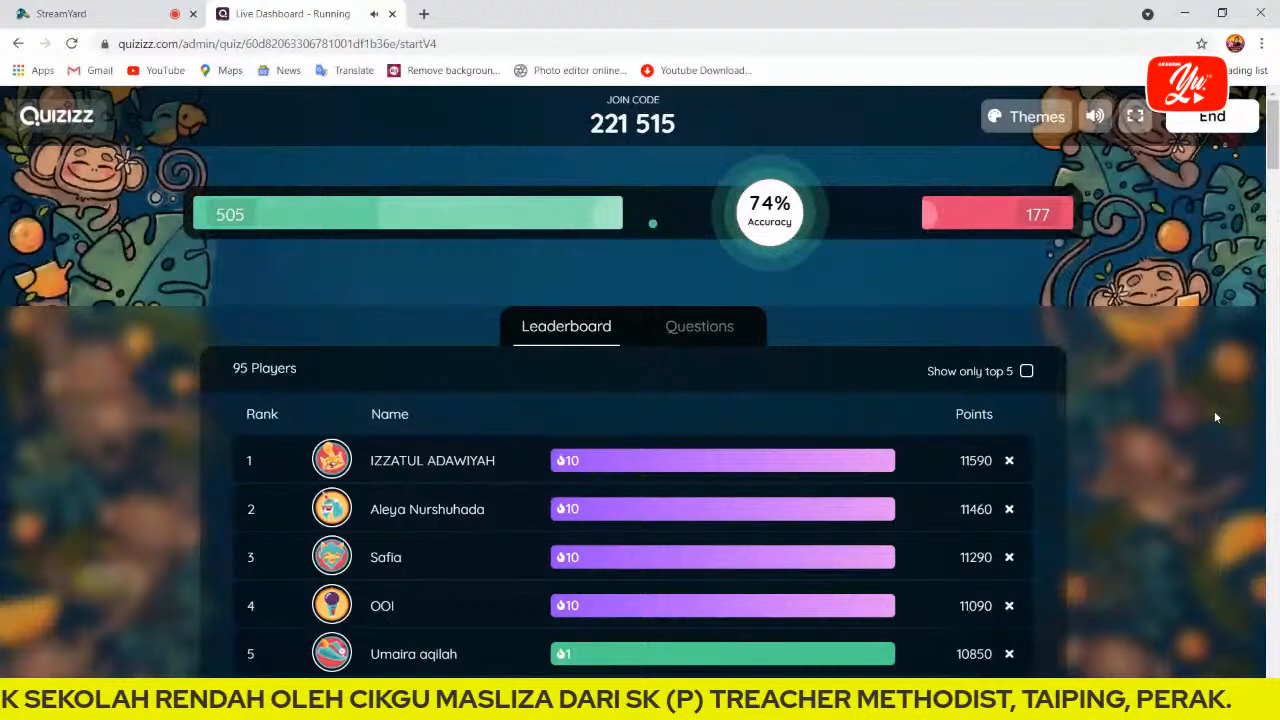 StreamYard
Live Dashboard - Running
quizizz.com/admin/quiz/60d82063306781001df1b36e/startV4
Apps
Gmail
YouTube
Maps
News
Translate
Remove backgroun...
Photo editor online...
Youtube Download...
ding list
Quizizz
JOIN CODE
221 515
Themes
End
505
74%
Accuracy
177
Leaderboard
Questions
95 Players
Show only top 5
Rank Name Points
1 IZZATUL ADAWIYAH 10 11590
2 Aleya Nurshuhada 10 11460
3 Safia 10 11290
4 OOI 10 11090
5 Umaira aqilah 1 10850
K SEKOLAH RENDAH OLEH CIKGU MASLIZA DARI SK (P) TREACHER METHODIST, TAIPING, PERAK.